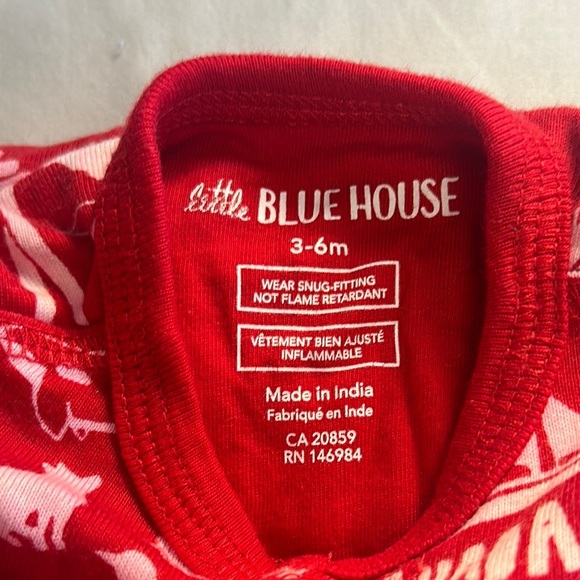 little BLUE HOUSE
3-6m
WEAR SNUG-FITTING
NOT FLAME RETARDANT
VÊTEMENT BIEN AJUSTÉ
INFLAMMABLE
Made in India
Fabriqué en Inde
CA 20859
RN 146984